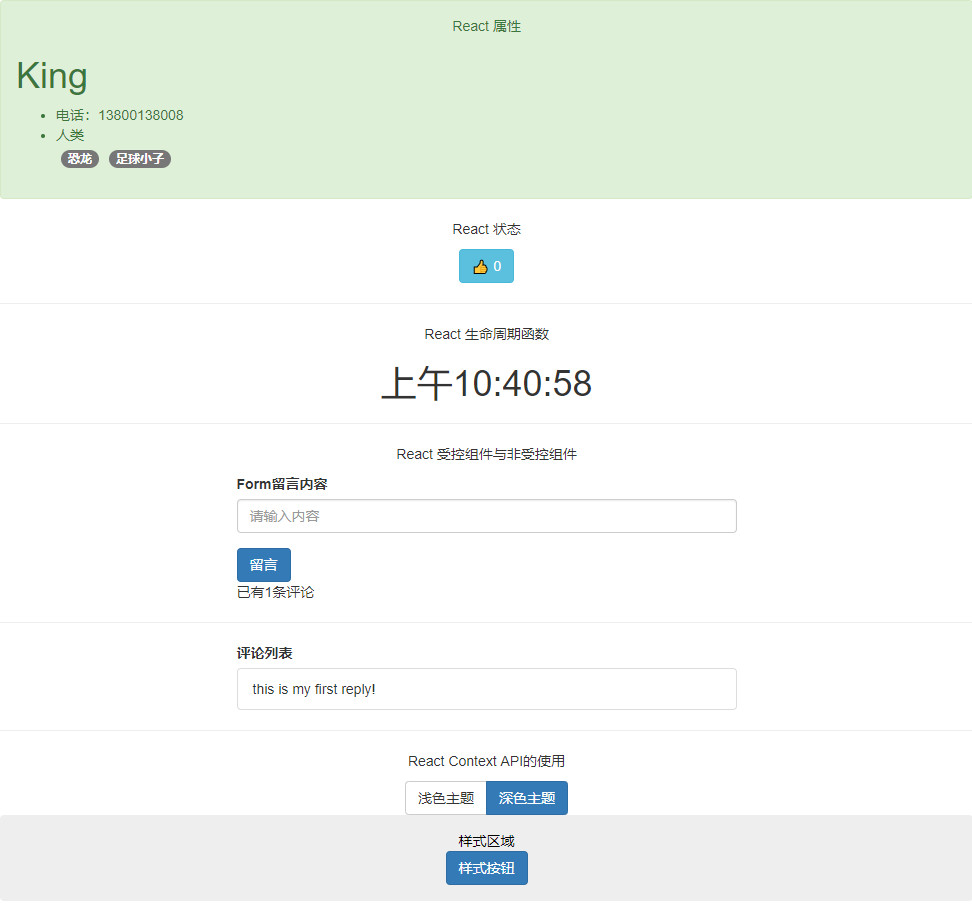 React 属性
King
电话：13800138008
人类
恐龙 足球小子
React 状态
👍 0
React 生命周期函数
上午10:40:58
React 受控组件与非受控组件
Form留言内容
请输入内容
留言
已有1条评论
评论列表
this is my first reply!
React Context API的使用
浅色主题 深色主题
样式区域
样式按钮